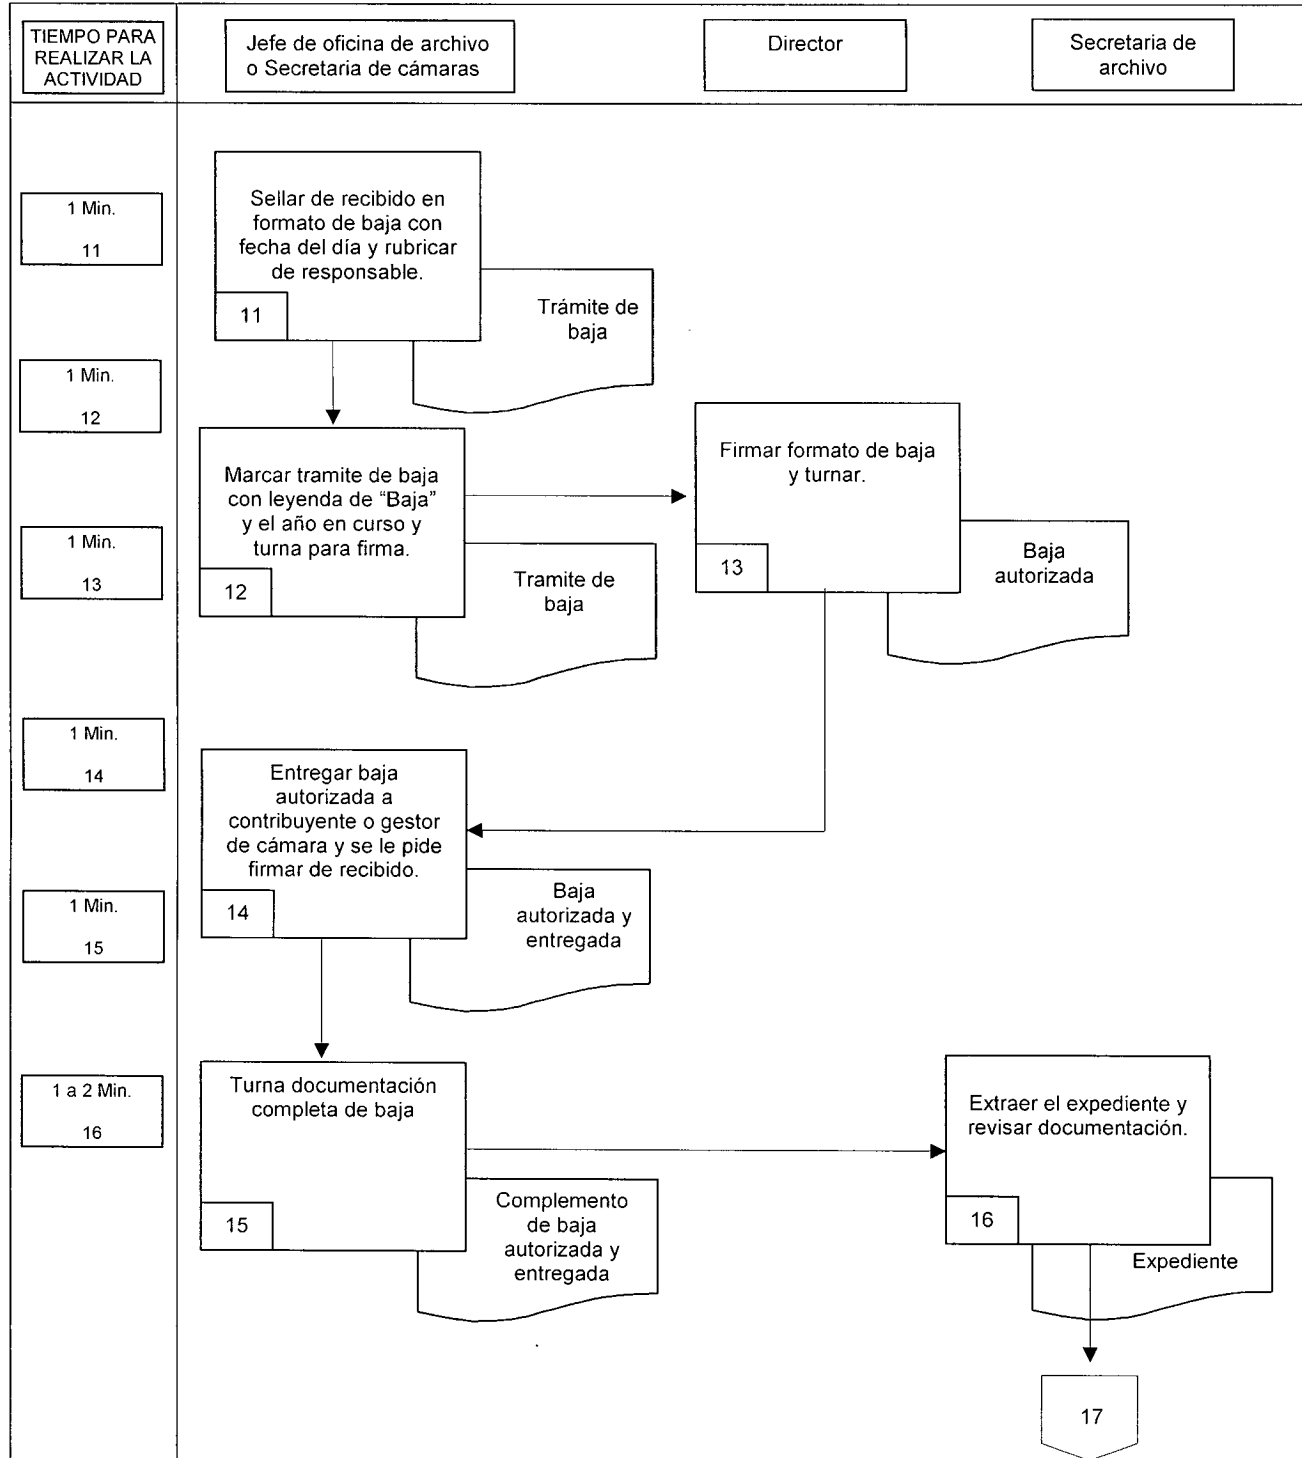 TIEMPO PARA
REALIZAR LA
ACTIVIDAD
Jefe de oficina de archivo
o Secretaria de cámaras
Director
Secretaria de
archivo
1 Min.
11
Sellar de recibido en
formato de baja con
fecha del día y rubricar
de responsable.
11
Trámite de
baja
1 Min.
12
Marcar tramite de baja
con leyenda de “Baja”
y el año en curso y
turna para firma.
12
Tramite de
baja
Firmar formato de baja
y turnar.
13
Baja
autorizada
1 Min.
13
1 Min.
14
Entregar baja
autorizada a
contribuyente o gestor
de cámara y se le pide
firmar de recibido.
14
Baja
autorizada y
entregada
1 Min.
15
Turna documentación
completa de baja
15
Complemento
de baja
autorizada y
entregada
1 a 2 Min.
16
Extraer el expediente y
revisar documentación.
16
Expediente
17